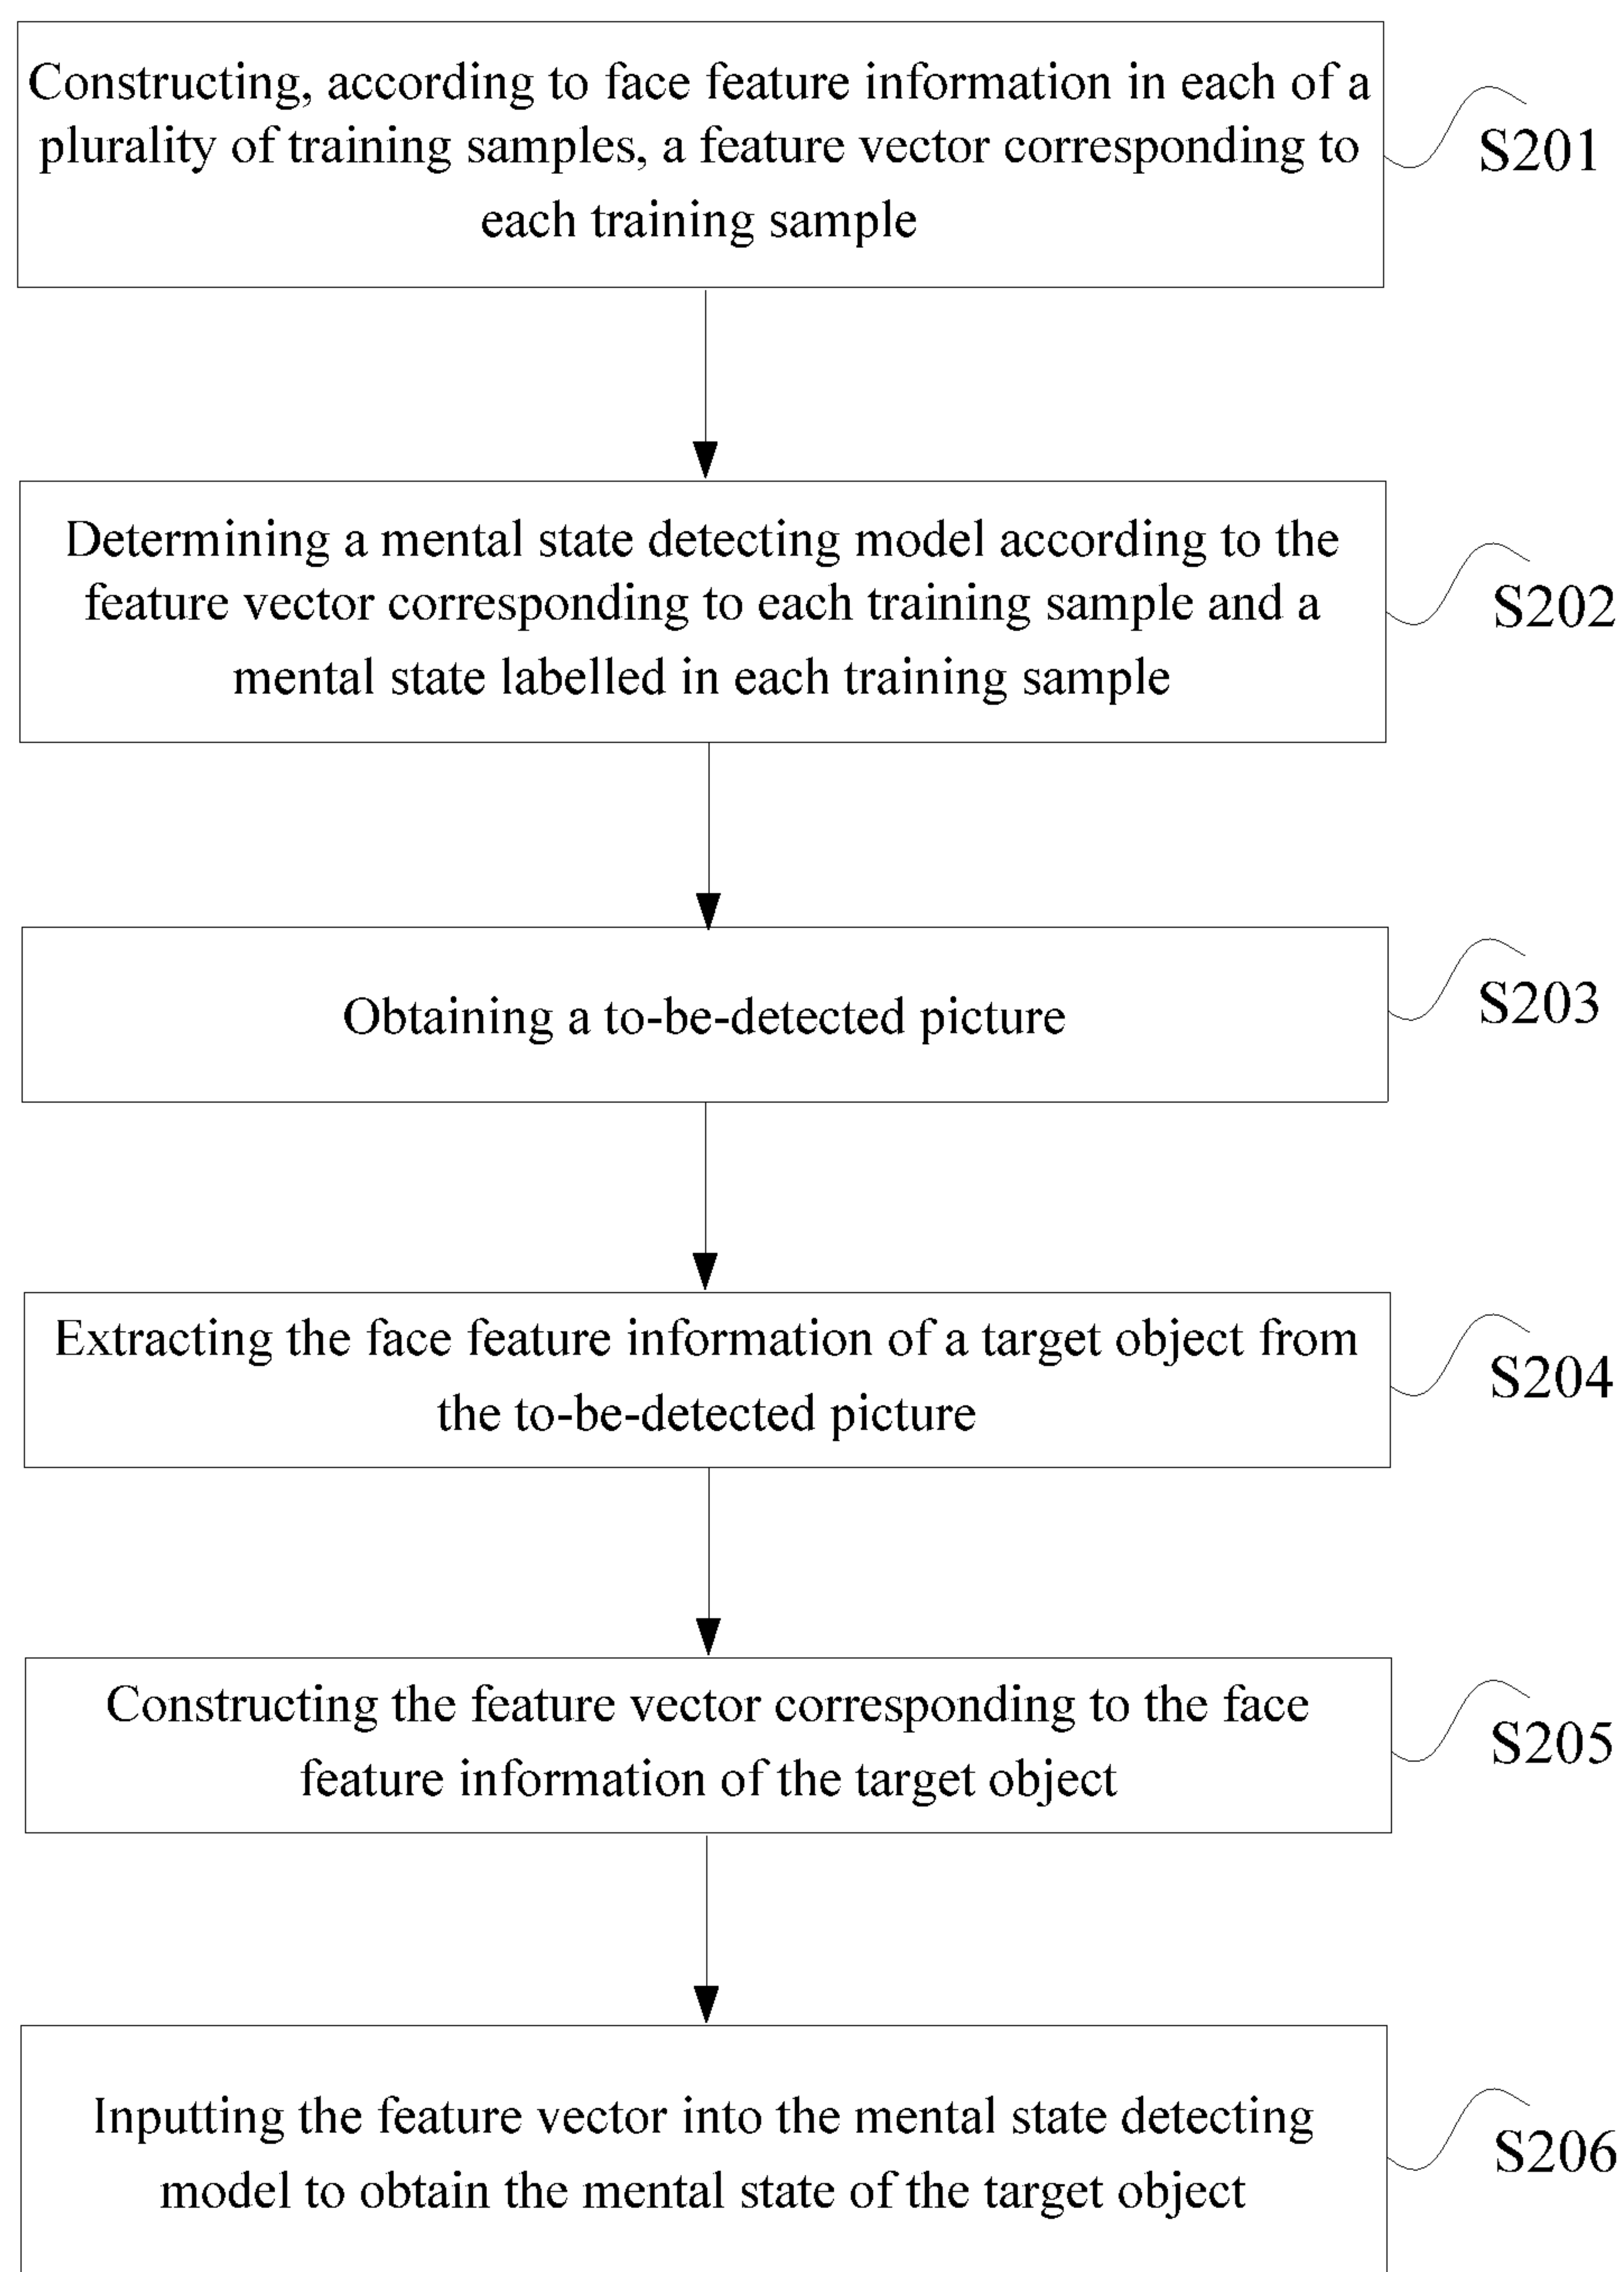 Constructing, according to face feature information in each of a
plurality of training samples, a feature vector corresponding to
each training sample
S201
Determining a mental state detecting model according to the
feature vector corresponding to each training sample and a
mental state labelled in each training sample
S202
Obtaining a to-be-detected picture
S203
Extracting the face feature information of a target object from
the to-be-detected picture
S204
Constructing the feature vector corresponding to the face
feature information of the target object
S205
Inputting the feature vector into the mental state detecting
model to obtain the mental state of the target object
S206